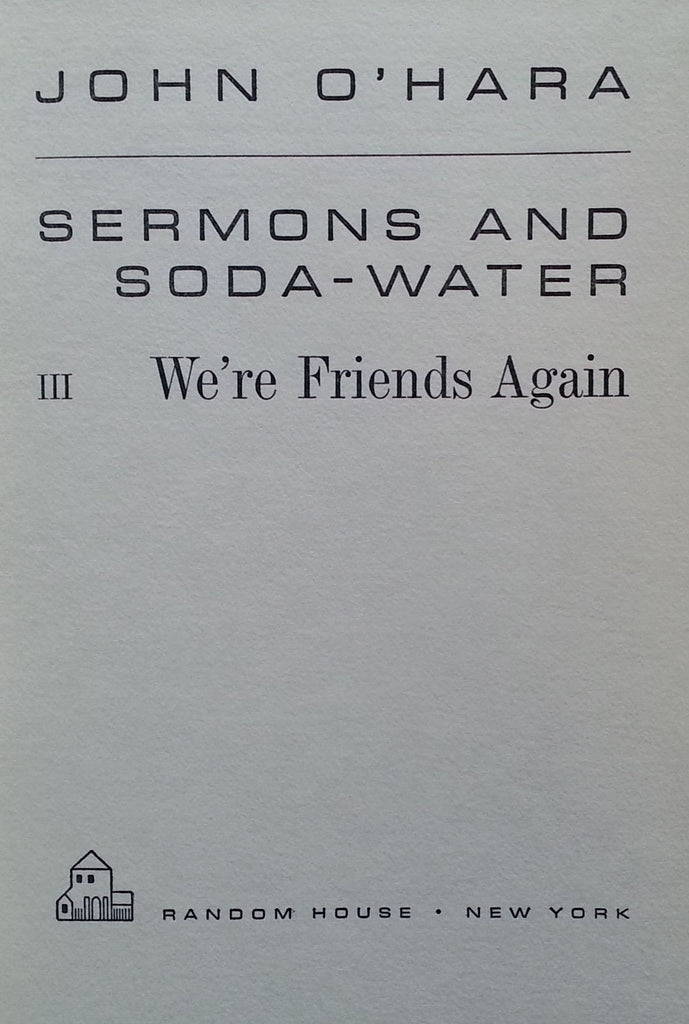 JOHN O'HARA
SERMONS AND
SODA-WATER
III We're Friends Again
RANDOM HOUSE • NEW YORK